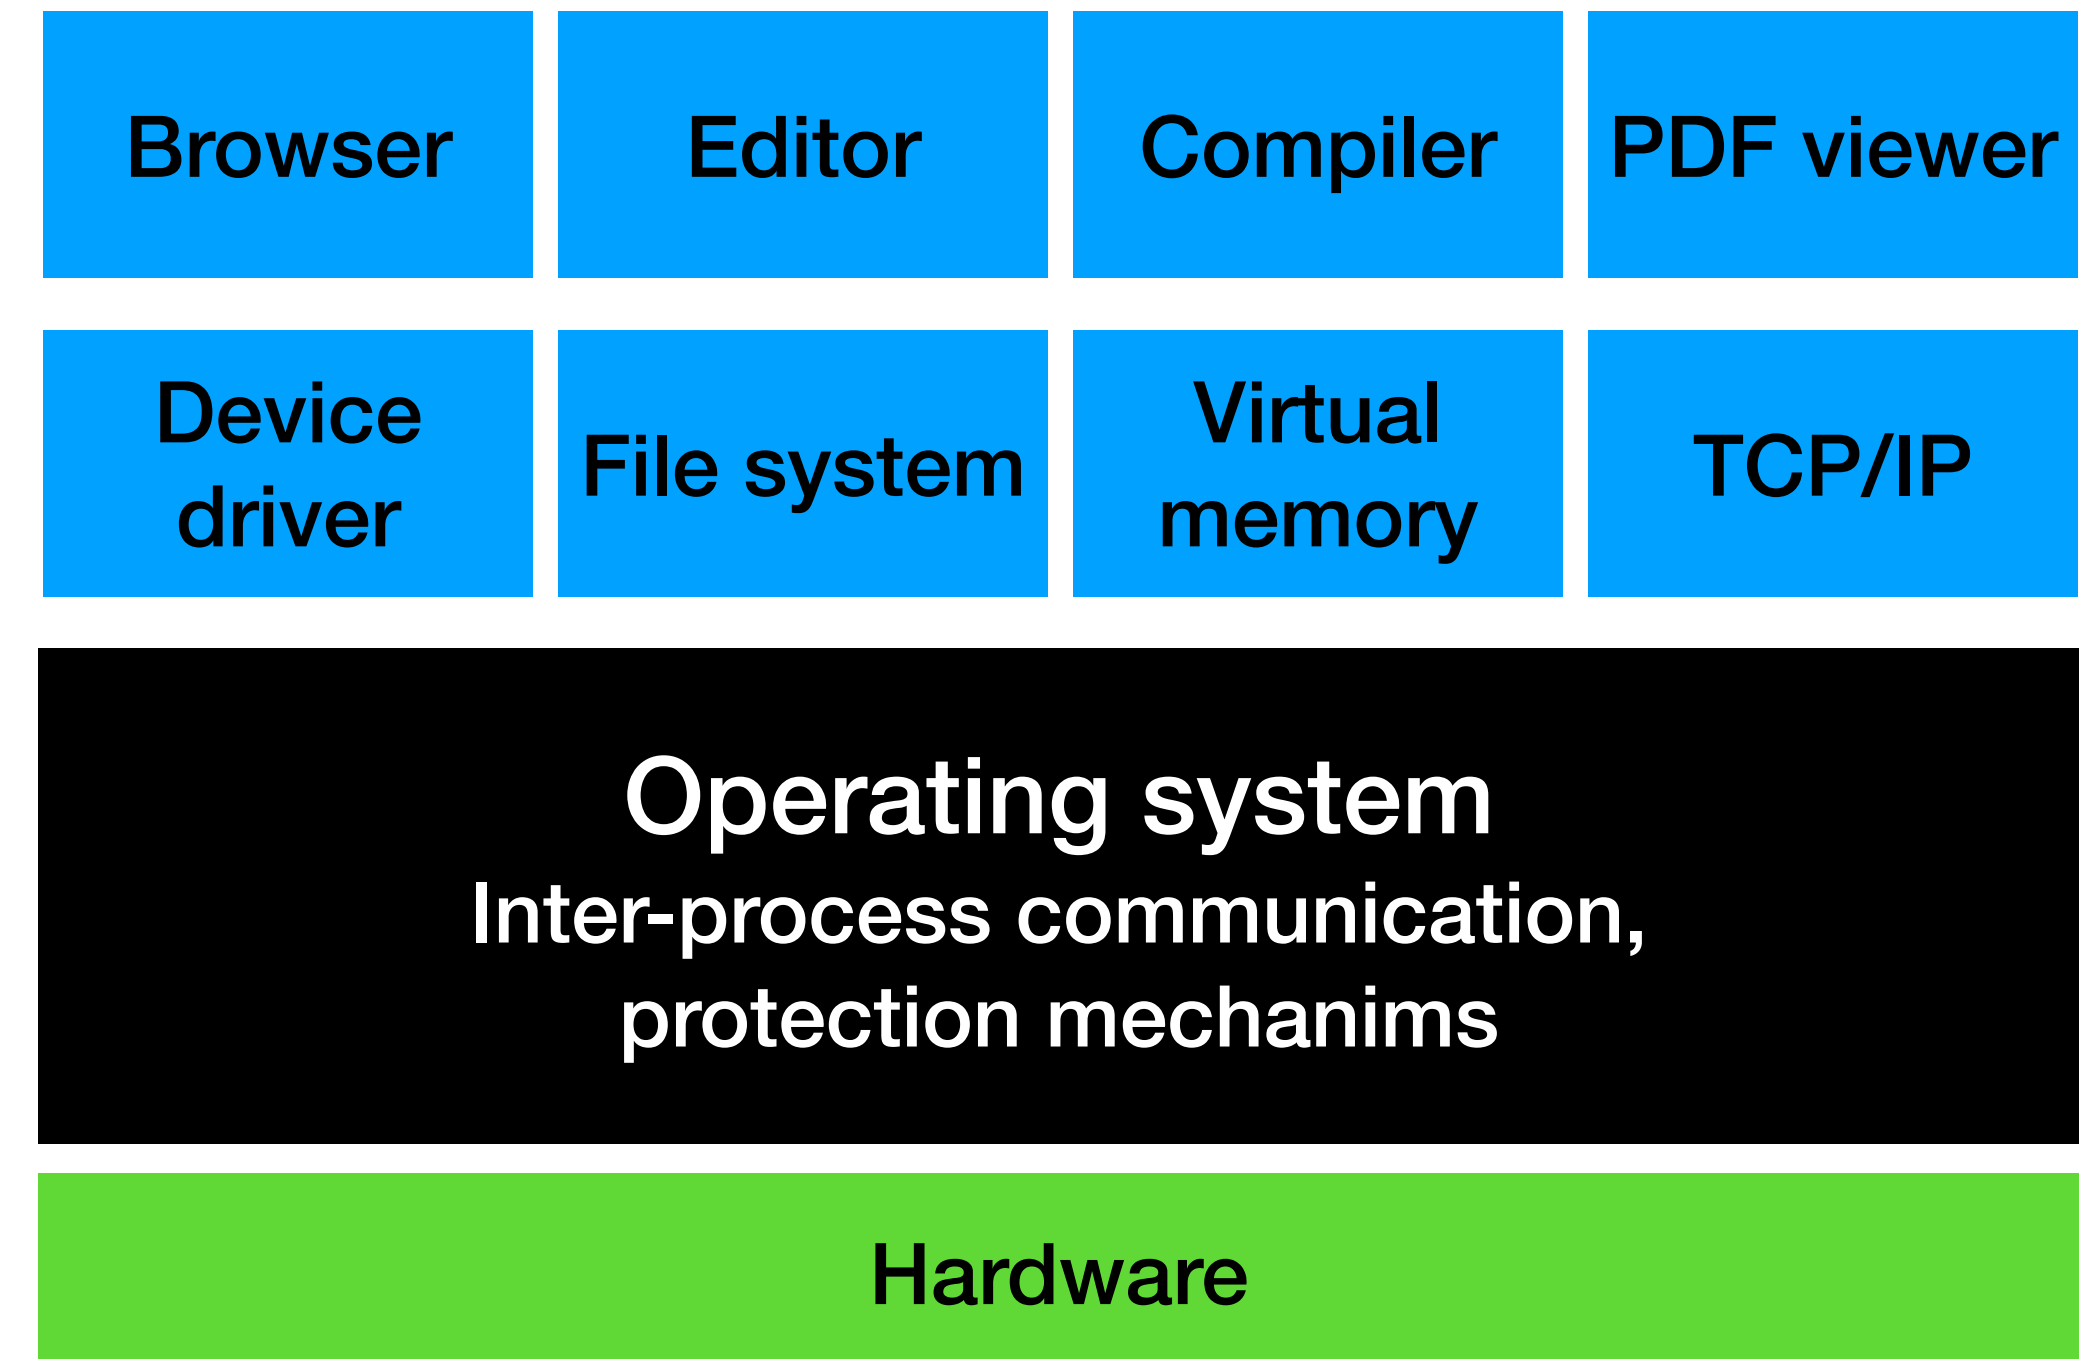 Browser
Editor
Compiler
PDF viewer
Device
driver
File system
Virtual
memory
TCP/IP
Operating system
Inter-process communication,
protection mechanims
Hardware